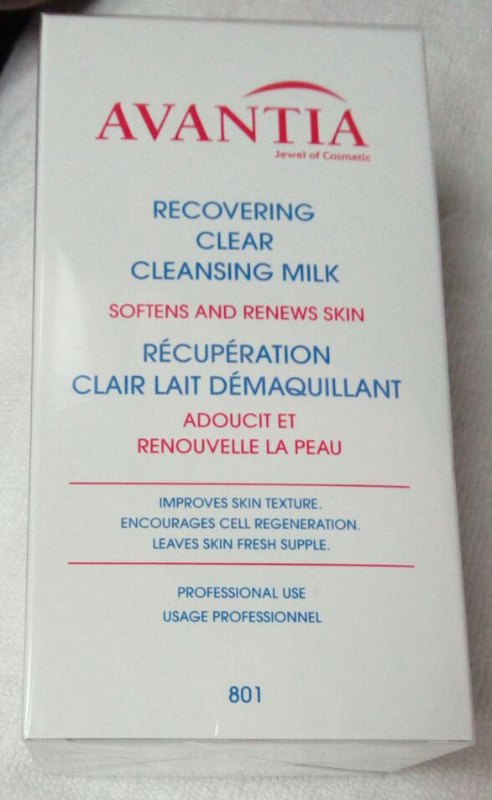 AVANTIA
Jewel of Cosmetic
RECOVERING
CLEAR
CLEANSING MILK
SOFTENS AND RENEWS SKIN
RÉCUPÉRATION
CLAIR LAIT DÉMAQUILLANT
ADOUCIT ET
RENOUVELLE LA PEAU
IMPROVES SKIN TEXTURE.
ENCOURAGES CELL REGENERATION.
LEAVES SKIN FRESH SUPPLE.
PROFESSIONAL USE
USAGE PROFESSIONNEL
801